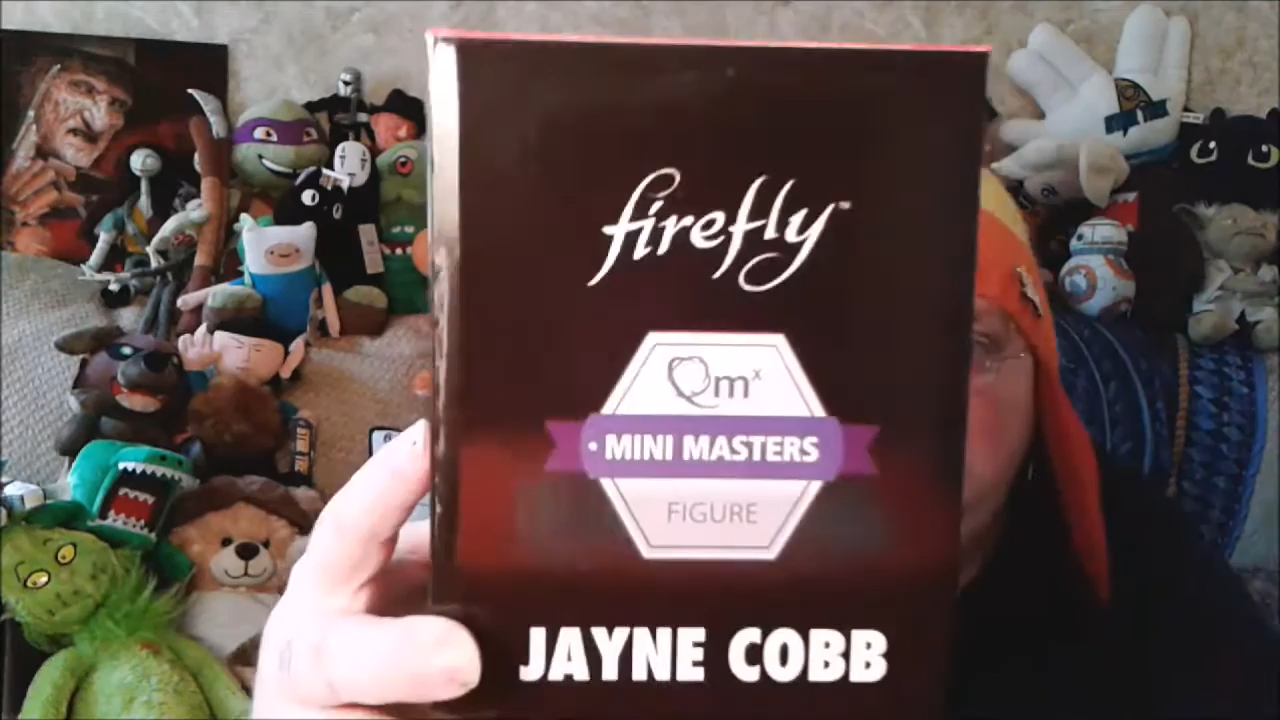 firefly™
Qmx
• MINI MASTERS
FIGURE
JAYNE COBB